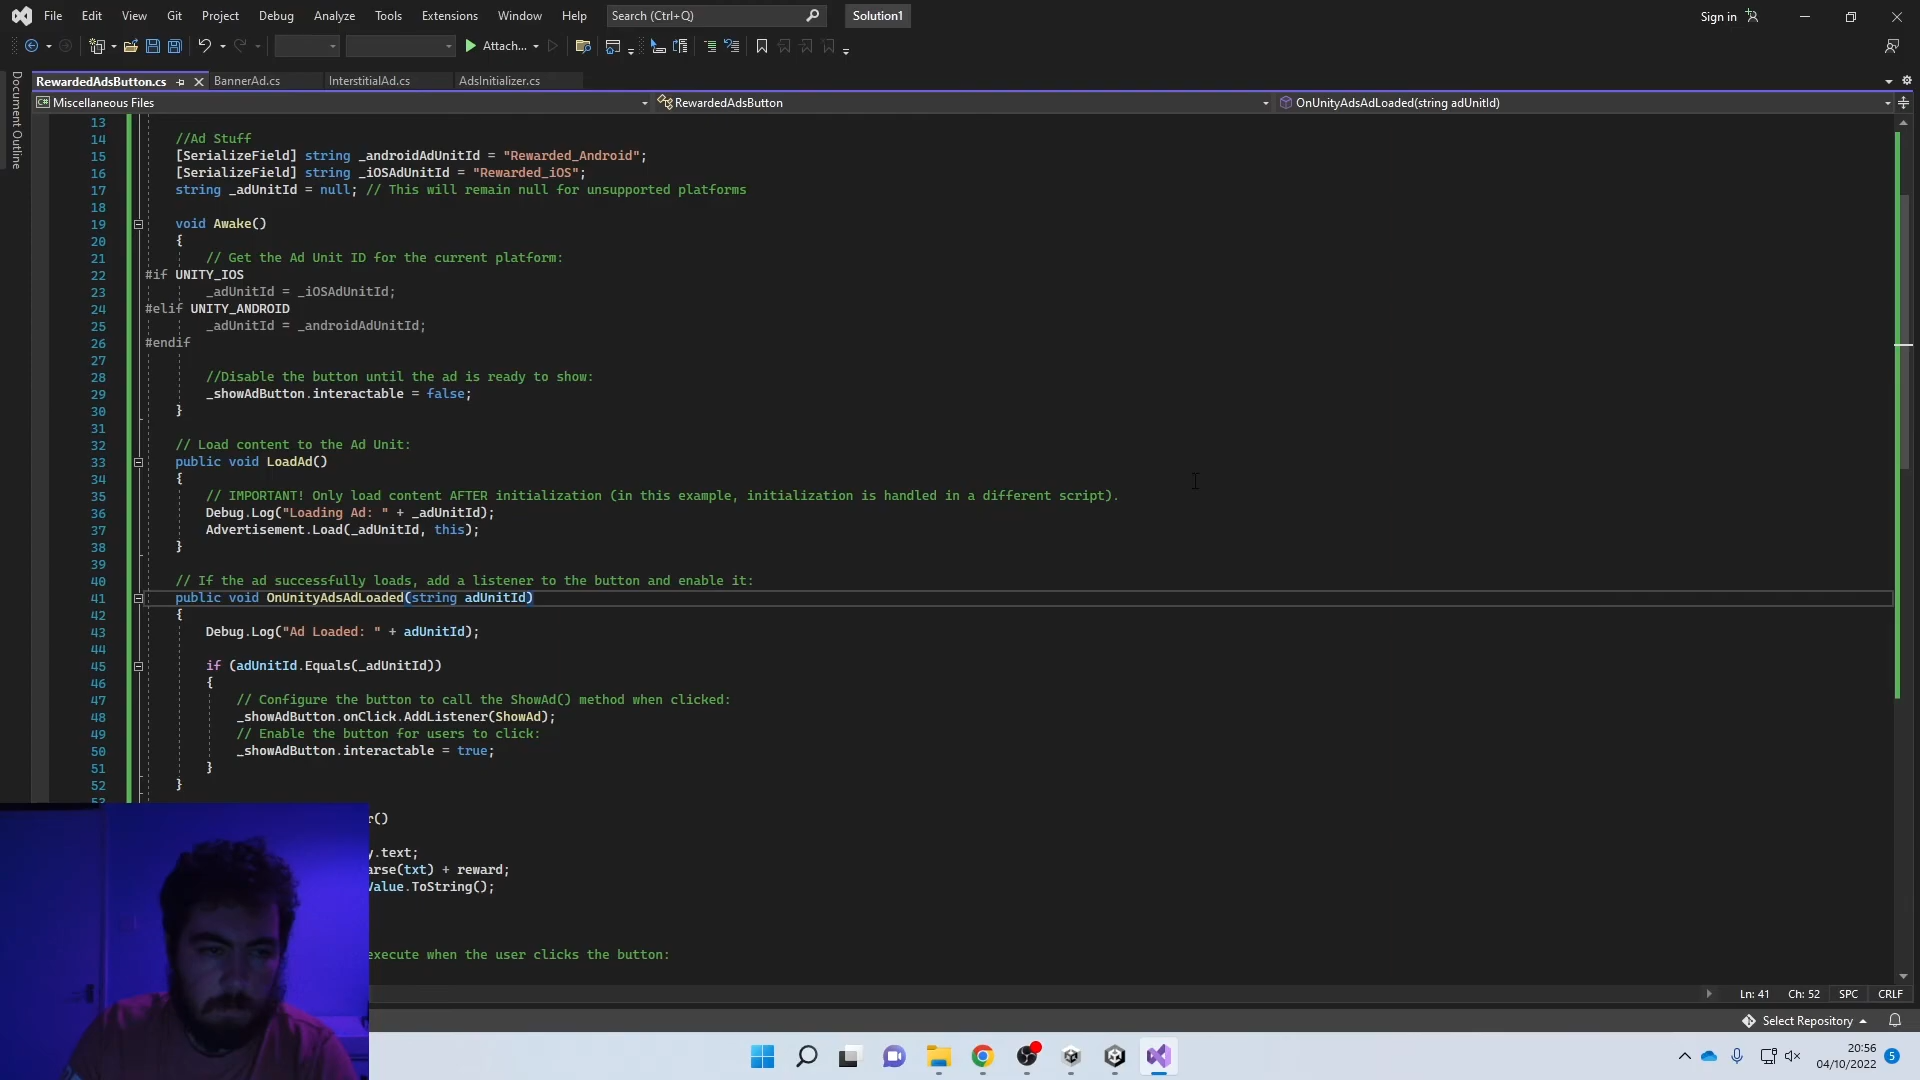 File Edit View Git Project Debug Analyze Tools Extensions Window Help Search (Ctrl+Q) Solution1 Sign in
Attach...
RewardedAdsButton.cs BannerAd.cs InterstitialAd.cs AdsInitializer.cs
Document Outline
Miscellaneous Files RewardedAdsButton OnUnityAdsAdLoaded(string adUnitId)
13
14 //Ad Stuff
15 [SerializeField] string _androidAdUnitId = "Rewarded_Android";
16 [SerializeField] string _iOSAdUnitId = "Rewarded_iOS";
17 string _adUnitId = null; // This will remain null for unsupported platforms
18
19 void Awake()
20 {
21 // Get the Ad Unit ID for the current platform:
22 #if UNITY_IOS
23 _adUnitId = _iOSAdUnitId;
24 #elif UNITY_ANDROID
25 _adUnitId = _androidAdUnitId;
26 #endif
27
28 //Disable the button until the ad is ready to show:
29 _showAdButton.interactable = false;
30 }
31
32 // Load content to the Ad Unit:
33 public void LoadAd()
34 {
35 // IMPORTANT! Only load content AFTER initialization (in this example, initialization is handled in a different script).
36 Debug.Log("Loading Ad: " + _adUnitId);
37 Advertisement.Load(_adUnitId, this);
38 }
39
40 // If the ad successfully loads, add a listener to the button and enable it:
41 public void OnUnityAdsAdLoaded(string adUnitId)
42 {
43 Debug.Log("Ad Loaded: " + adUnitId);
44
45 if (adUnitId.Equals(_adUnitId))
46 {
47 // Configure the button to call the ShowAd() method when clicked:
48 _showAdButton.onClick.AddListener(ShowAd);
49 // Enable the button for users to click:
50 _showAdButton.interactable = true;
51 }
52 }
53
r()
y.text;
arse(txt) + reward;
Value.ToString();
execute when the user clicks the button:
Ln: 41 Ch: 52 SPC CRLF
Select Repository
20:56
04/10/2022 5